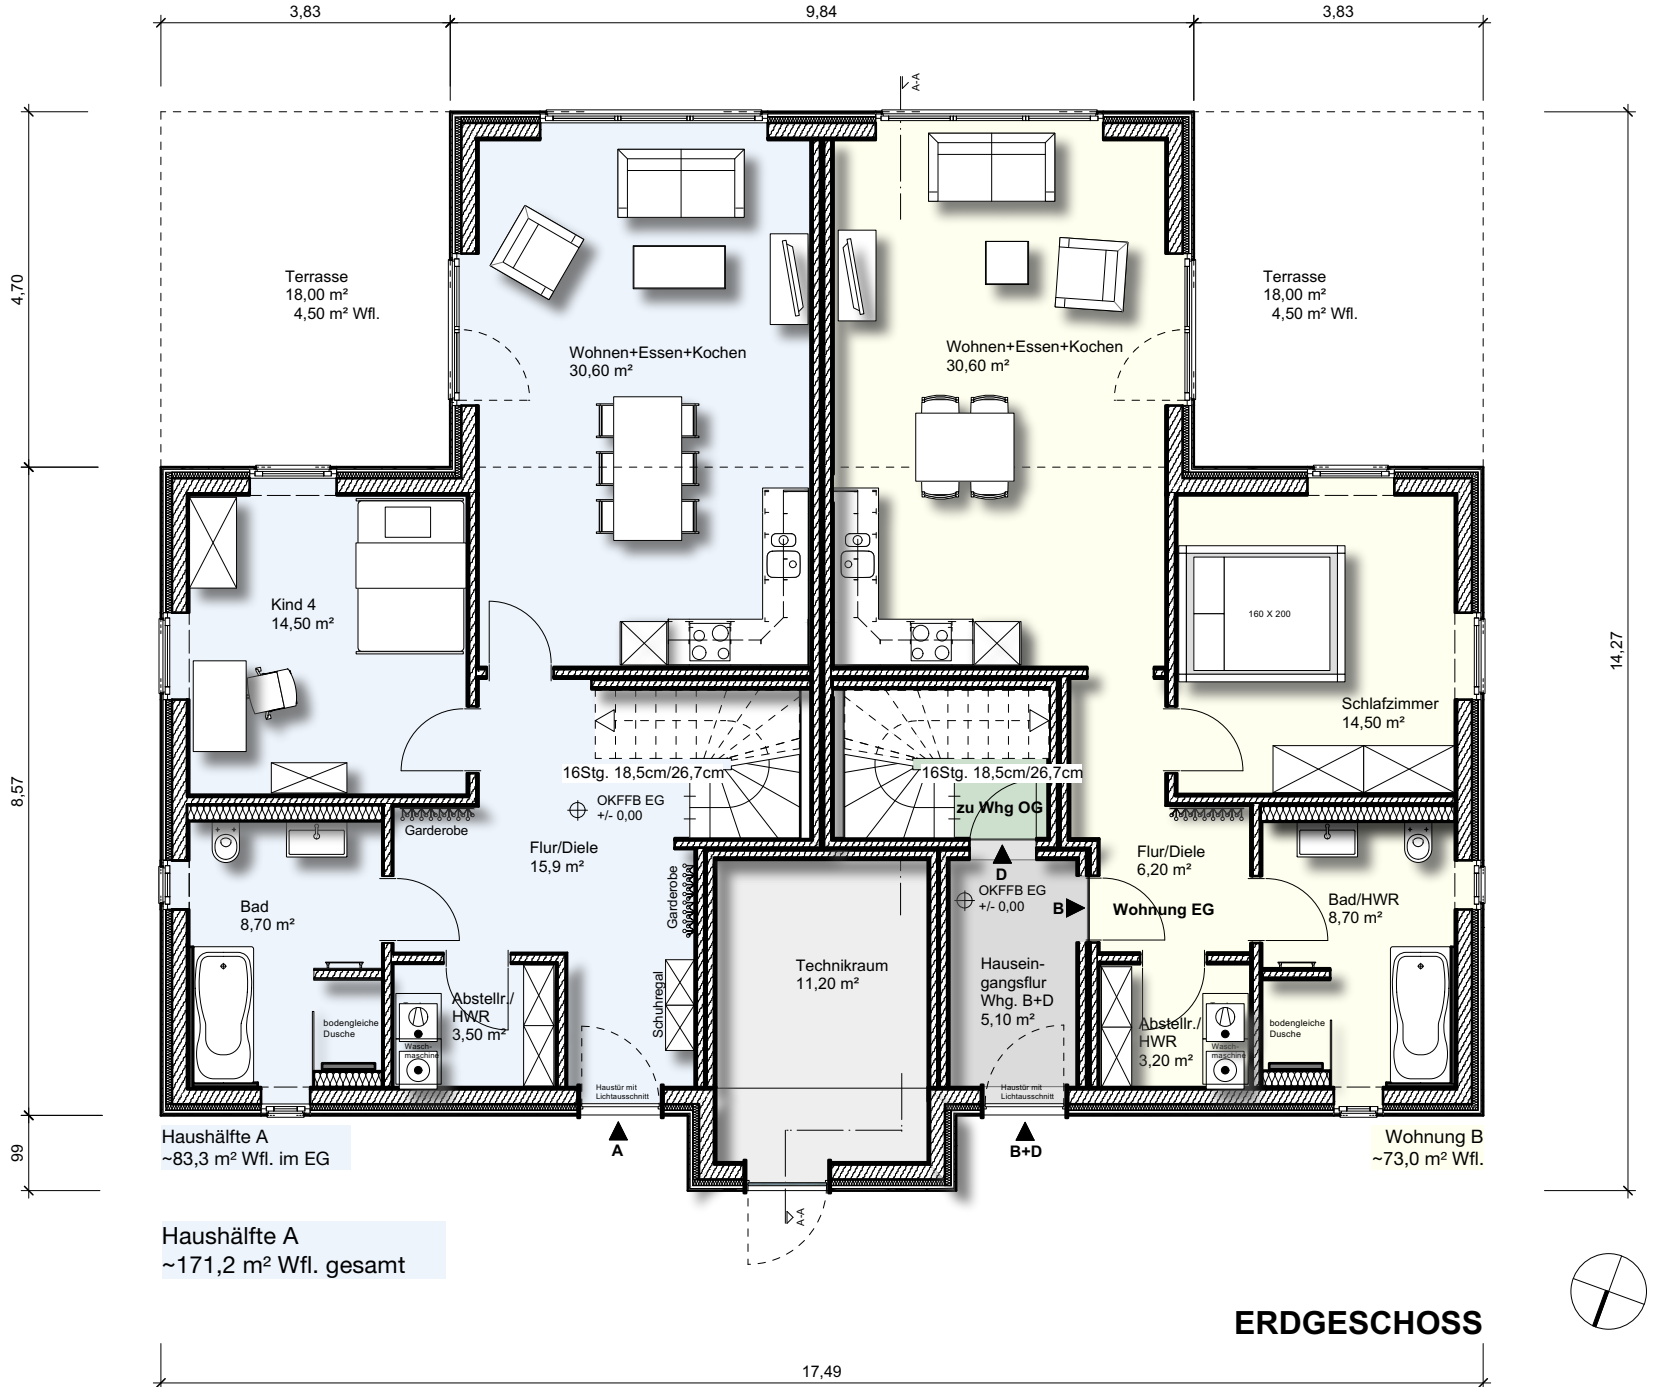 3,83
9,84
3,83
A-A
4,70
8,57
99
14,27
Terrasse
18,00 m²
4,50 m² Wfl.
Wohnen+Essen+Kochen
30,60 m²
Wohnen+Essen+Kochen
30,60 m²
Terrasse
18,00 m²
4,50 m² Wfl.
Kind 4
14,50 m²
160 X 200
Schlafzimmer
14,50 m²
16Stg. 18,5cm/26,7cm
16Stg. 18,5cm/26,7cm
OKFFB EG
+/- 0,00
zu Whg OG
Garderobe
Flur/Diele
15,9 m²
Garderobe
D
Flur/Diele
6,20 m²
OKFFB EG
+/- 0,00
B
Wohnung EG
Bad
8,70 m²
Bad/HWR
8,70 m²
Technikraum
11,20 m²
Hausein-
gangsflur
Whg. B+D
5,10 m²
Schuhregal
Abstellr./
HWR
3,50 m²
Wasch-
maschine
bodengleiche
Dusche
Abstellr./
HWR
3,20 m²
Wasch-
maschine
bodengleiche
Dusche
Haustür mit
Lichtausschnitt
Haustür mit
Lichtausschnitt
A
B+D
Haushälfte A
~83,3 m² Wfl. im EG
Wohnung B
~73,0 m² Wfl.
A-A
Haushälfte A
~171,2 m² Wfl. gesamt
ERDGESCHOSS
17,49